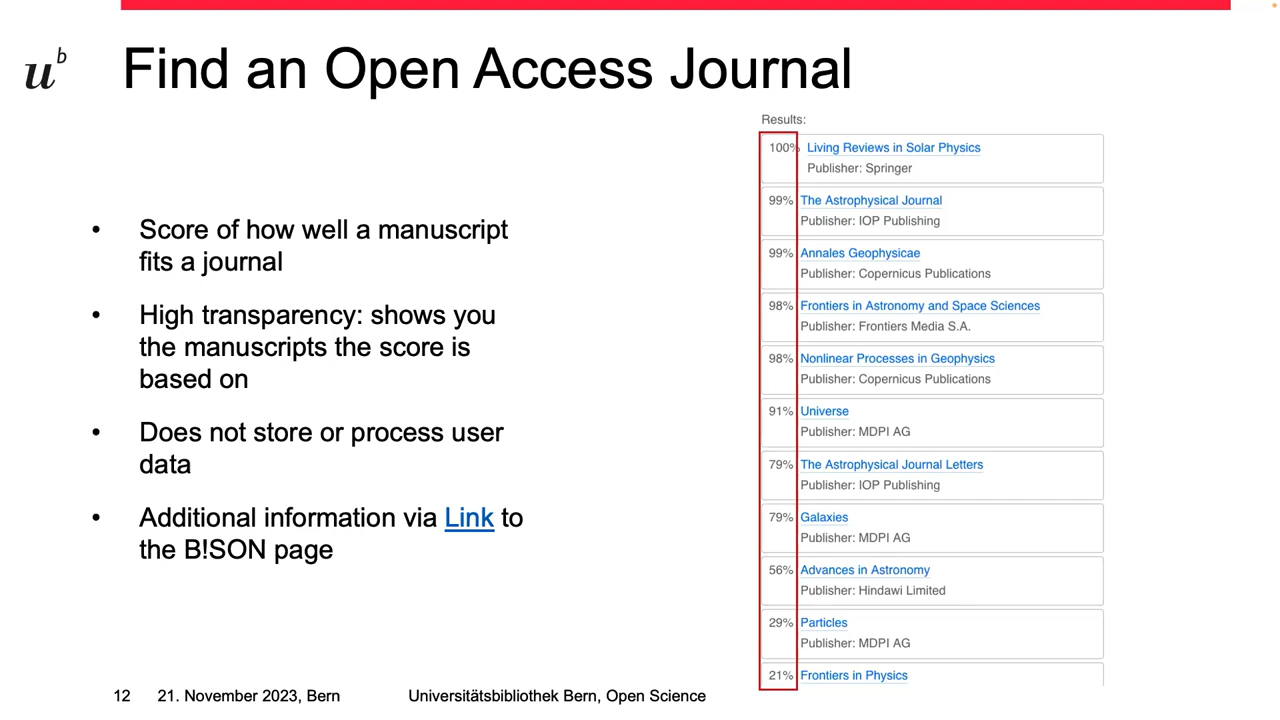 u b
Find an Open Access Journal
• Score of how well a manuscript
fits a journal
• High transparency: shows you
the manuscripts the score is
based on
• Does not store or process user
data
• Additional information via Link to
the B!SON page
Results:
100% Living Reviews in Solar Physics
Publisher: Springer
99% The Astrophysical Journal
Publisher: IOP Publishing
99% Annales Geophysicae
Publisher: Copernicus Publications
98% Frontiers in Astronomy and Space Sciences
Publisher: Frontiers Media S.A.
98% Nonlinear Processes in Geophysics
Publisher: Copernicus Publications
91% Universe
Publisher: MDPI AG
79% The Astrophysical Journal Letters
Publisher: IOP Publishing
79% Galaxies
Publisher: MDPI AG
56% Advances in Astronomy
Publisher: Hindawi Limited
29% Particles
Publisher: MDPI AG
21% Frontiers in Physics
12 21. November 2023, Bern Universitätsbibliothek Bern, Open Science